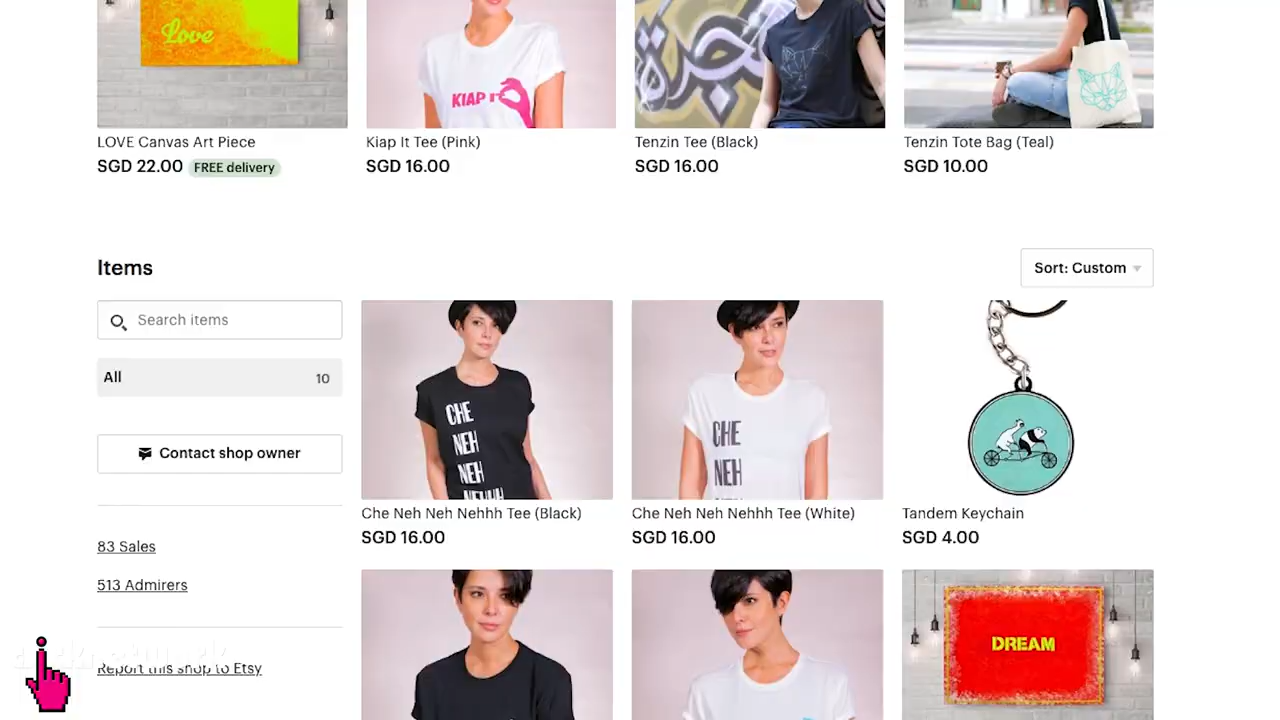 Love
KIAP IT
LOVE Canvas Art Piece
SGD 22.00 FREE delivery
Kiap It Tee (Pink)
SGD 16.00
Tenzin Tee (Black)
SGD 16.00
Tenzin Tote Bag (Teal)
SGD 10.00
Items
Sort: Custom
Search items
All 10
Contact shop owner
83 Sales
513 Admirers
Report this shop to Etsy
CHE
NEH
NEH
NEHHH
Che Neh Neh Nehhh Tee (Black)
SGD 16.00
CHE
NEH
Che Neh Neh Nehhh Tee (White)
SGD 16.00
Tandem Keychain
SGD 4.00
DREAM